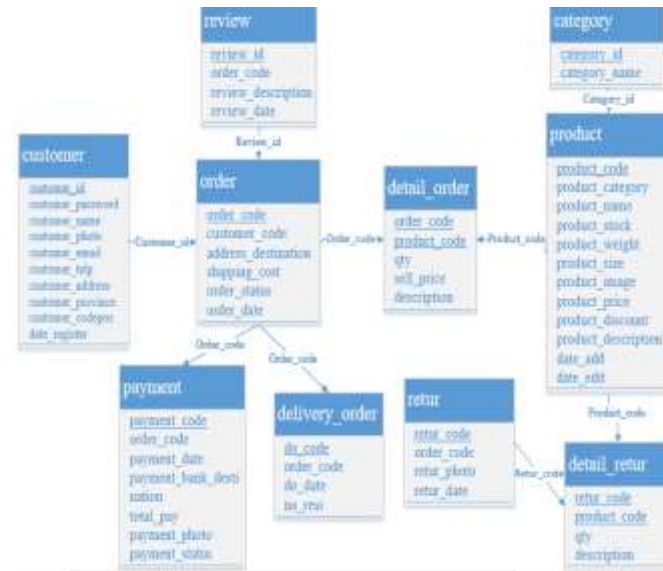 review
review_id
order_code
review_description
review_date
Review_id
category
category_id
category_name
Category_id
customer
customer_id
customer_password
customer_name
customer_photo
customer_email
customer_telp
customer_address
customer_province
customer_codepos
date_register
Customer_id
order
order_code
customer_code
address_destination
shipping_cost
order_status
order_date
Order_code
detail_order
order_code
product_code
qty
sell_price
description
Product_code
product
product_code
product_category
product_name
product_stock
product_weight
product_size
product_image
product_price
product_discount
product_description
date_add
date_edit
Order_code
Order_code
Product_code
payment
payment_code
order_code
payment_date
payment_bank_desti
nation
total_pay
payment_photo
payment_status
delivery_order
do_code
order_code
do_date
no_resi
retur
retur_code
order_code
retur_photo
retur_date
Retur_code
detail_retur
retur_code
product_code
qty
description